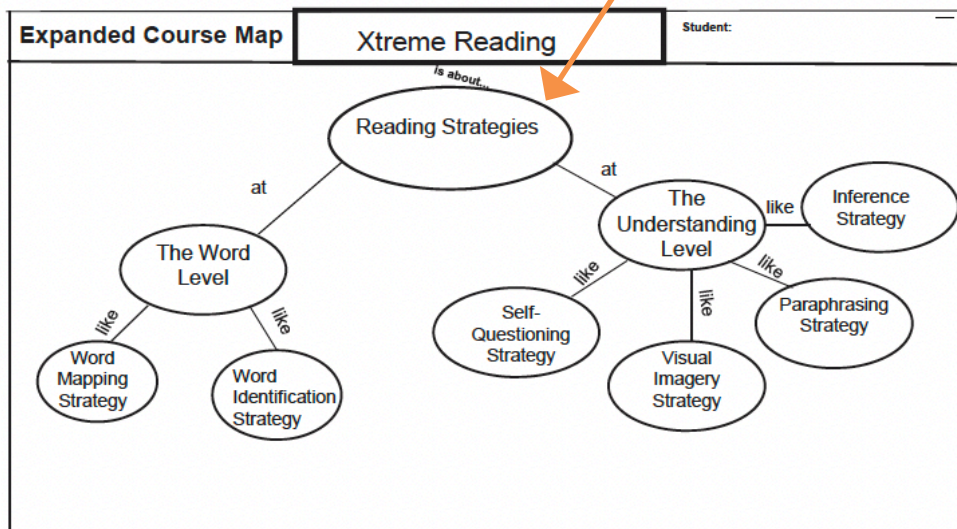 Expanded Course Map
Xtreme Reading
Student:
is about...
Reading Strategies
at
at
The Word
Level
The
Understanding
Level
like
Inference
Strategy
like
like
like
like
like
Self-
Questioning
Strategy
Paraphrasing
Strategy
Word
Mapping
Strategy
Word
Identification
Strategy
Visual
Imagery
Strategy